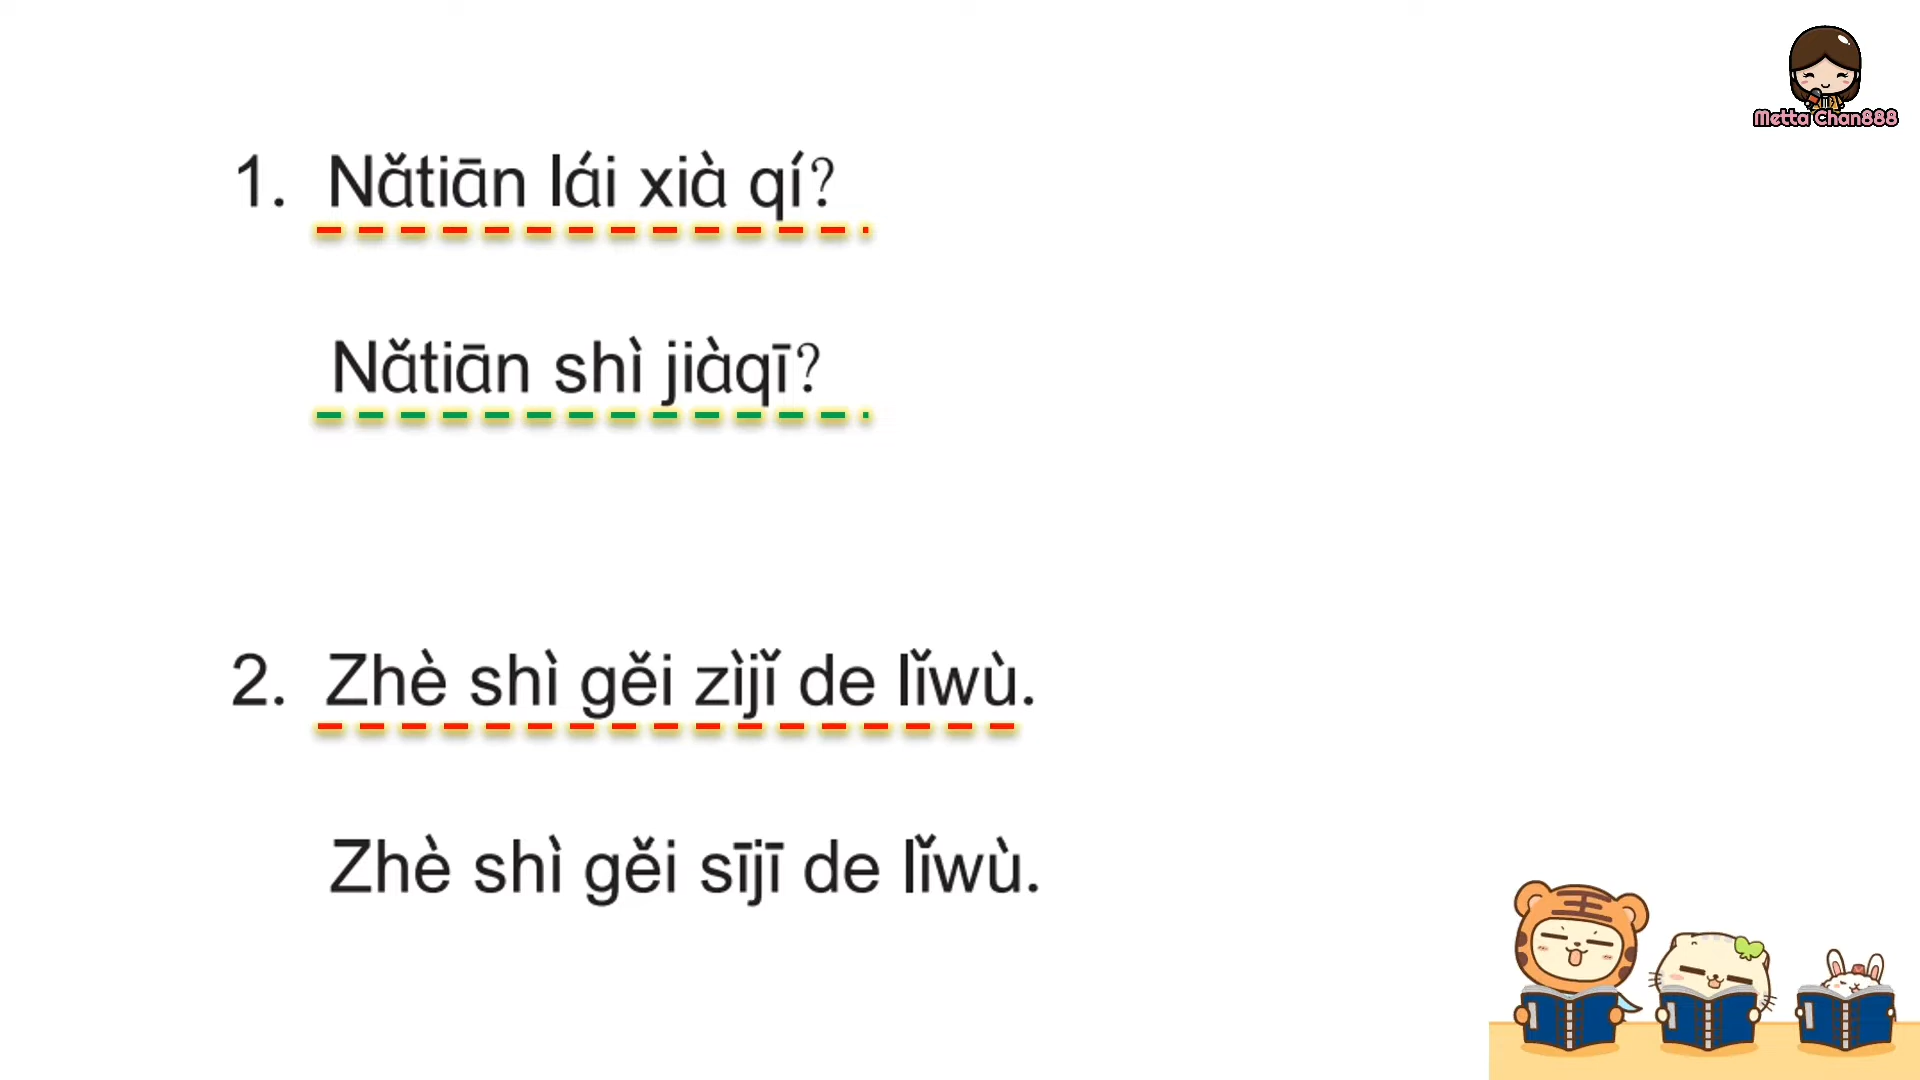 Metta Chan888
1. Nǎtiān lái xià qí?
Nǎtiān shì jiàqī?
2. Zhè shì gěi zìjǐ de lǐwù.
Zhè shì gěi sījī de lǐwù.
王